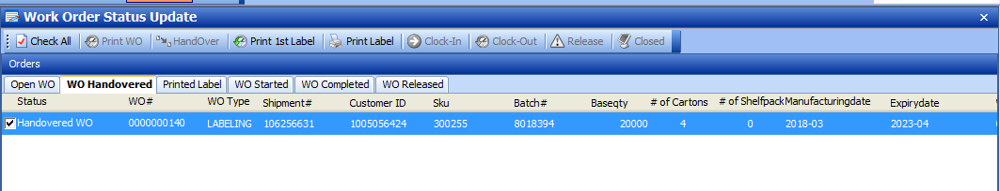 Work Order Status Update
Check All Print WO HandOver Print 1st Label Print Label Clock-In Clock-Out Release Closed
Orders
Open WO WO Handovered Printed Label WO Started WO Completed WO Released
Status WO# WO Type Shipment# Customer ID Sku Batch# Baseqty # of Cartons # of Shelfpack Manufacturingdate Expirydate
Handovered WO 0000000140 LABELING 106256631 1005056424 300255 8018394 20000 4 0 2018-03 2023-04